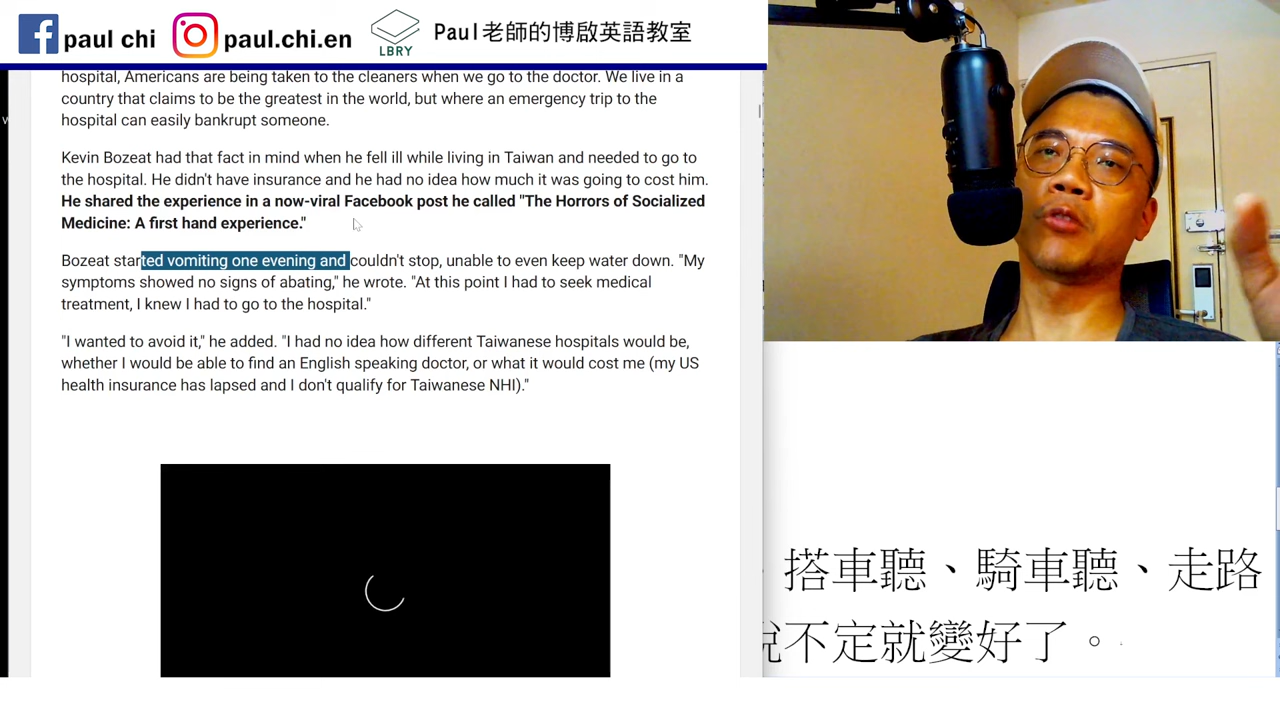 paul chi
paul.chi.en
LBRY
Paul老師的博啟英語教室
hospital, Americans are being taken to the cleaners when we go to the doctor. We live in a
country that claims to be the greatest in the world, but where an emergency trip to the
hospital can easily bankrupt someone.
Kevin Bozeat had that fact in mind when he fell ill while living in Taiwan and needed to go to
the hospital. He didn't have insurance and he had no idea how much it was going to cost him.
He shared the experience in a now-viral Facebook post he called "The Horrors of Socialized
Medicine: A first hand experience."
Bozeat started vomiting one evening and couldn't stop, unable to even keep water down. "My
symptoms showed no signs of abating," he wrote. "At this point I had to seek medical
treatment, I knew I had to go to the hospital."
"I wanted to avoid it," he added. "I had no idea how different Taiwanese hospitals would be,
whether I would be able to find an English speaking doctor, or what it would cost me (my US
health insurance has lapsed and I don't qualify for Taiwanese NHI)."
搭車聽、騎車聽、走路
不定就變好了。